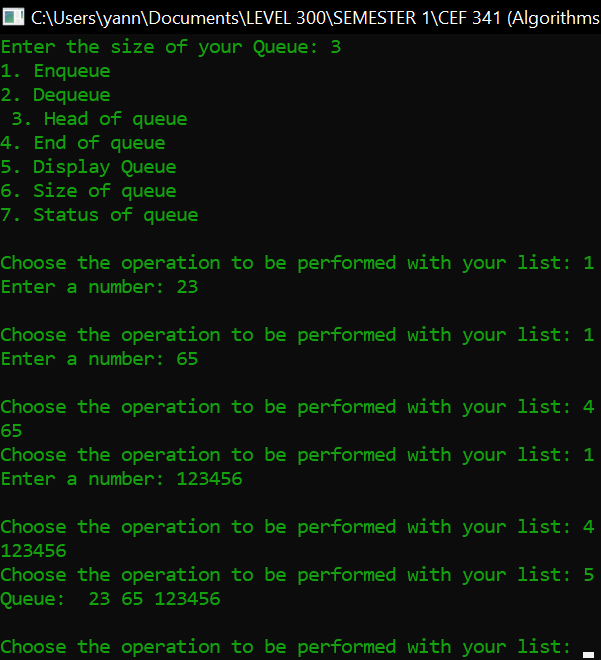 C:\Users\yann\Documents\LEVEL 300\SEMESTER 1\CEF 341 (Algorithms
Enter the size of your Queue: 3
1. Enqueue
2. Dequeue
 3. Head of queue
4. End of queue
5. Display Queue
6. Size of queue
7. Status of queue
Choose the operation to be performed with your list: 1
Enter a number: 23
Choose the operation to be performed with your list: 1
Enter a number: 65
Choose the operation to be performed with your list: 4
65
Choose the operation to be performed with your list: 1
Enter a number: 123456
Choose the operation to be performed with your list: 4
123456
Choose the operation to be performed with your list: 5
Queue:  23 65 123456
Choose the operation to be performed with your list: